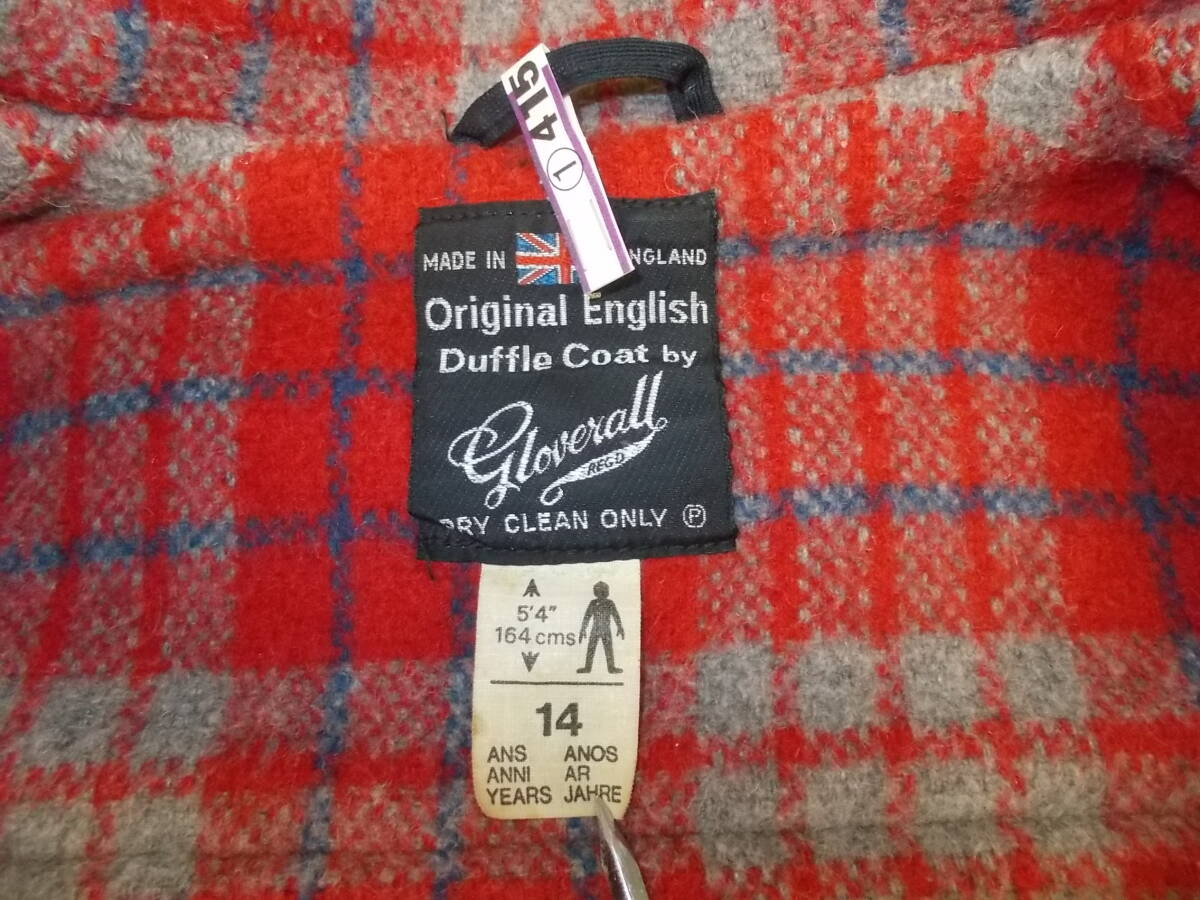 415 ①
MADE IN NGLAND
Original English
Duffle Coat by
Gloverall
REGD
DRY CLEAN ONLY Ⓟ
5'4"
164 cms
14
ANS ANOS
ANNI AR
YEARS JAHRE